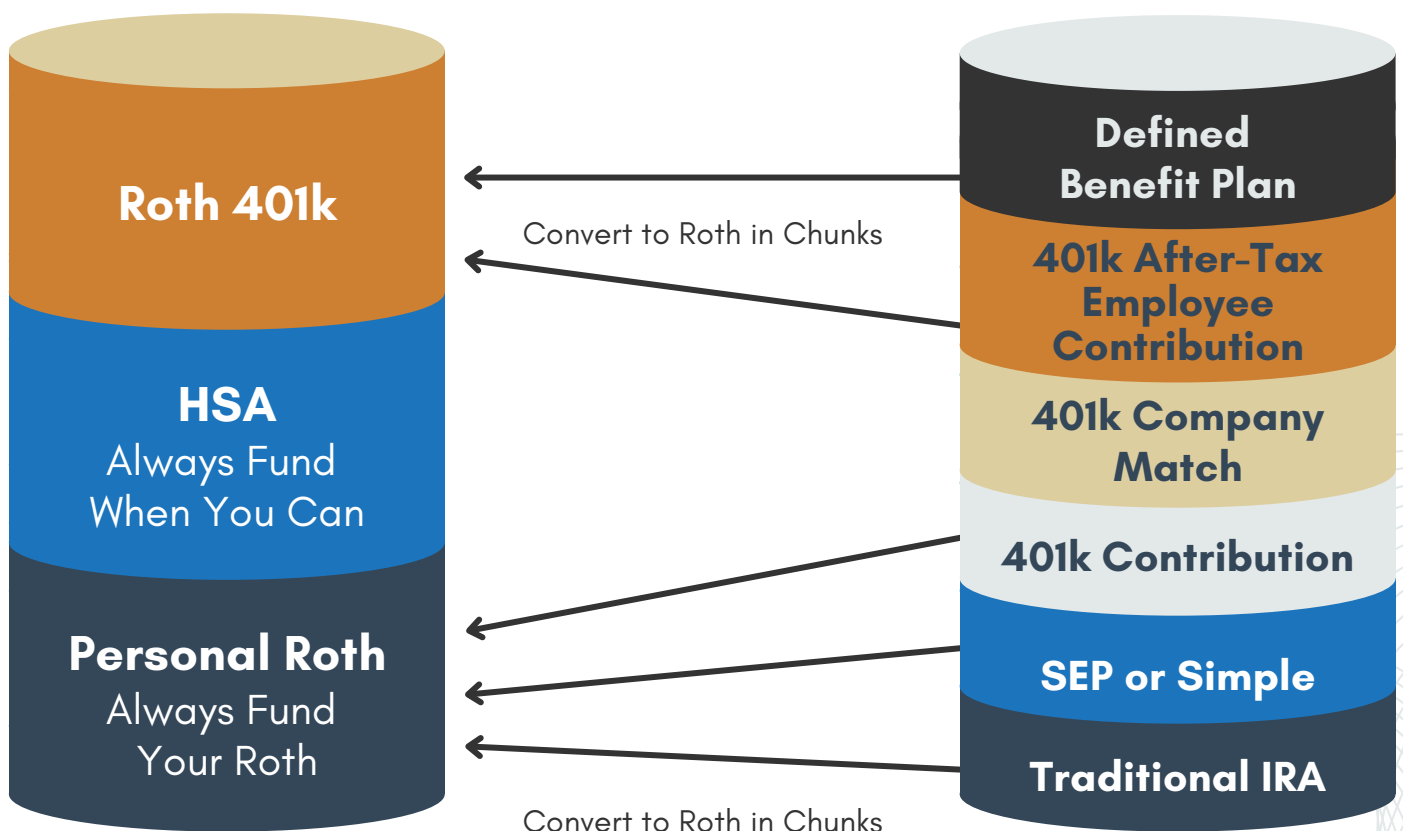 Roth 401k
HSA
Always Fund
When You Can
Personal Roth
Always Fund
Your Roth
Convert to Roth in Chunks
Convert to Roth in Chunks
Defined
Benefit Plan
401k After-Tax
Employee
Contribution
401k Company
Match
401k Contribution
SEP or Simple
Traditional IRA